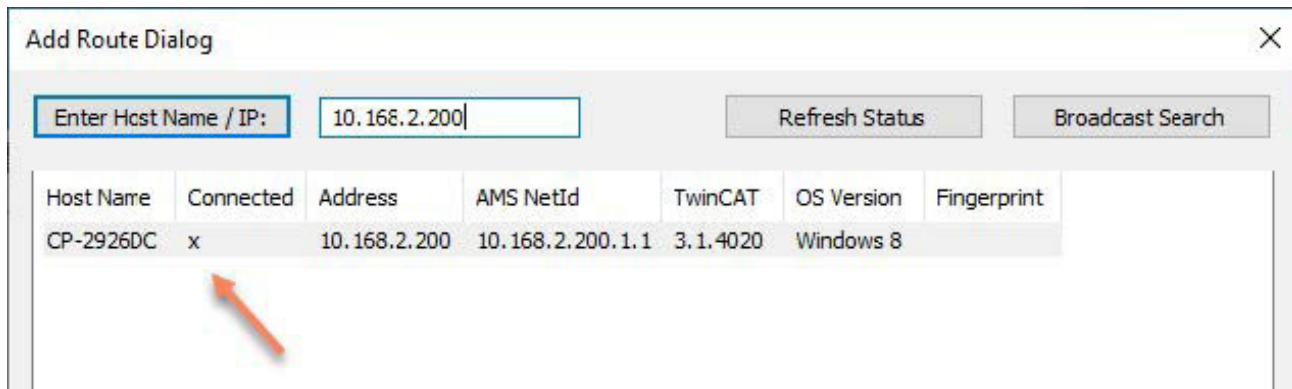 Add Route Dialog
Enter Host Name / IP: 10.168.2.200 Refresh Status Broadcast Search
Host Name Connected Address AMS NetId TwinCAT OS Version Fingerprint
CP-2926DC x 10.168.2.200 10.168.2.200.1.1 3.1.4020 Windows 8